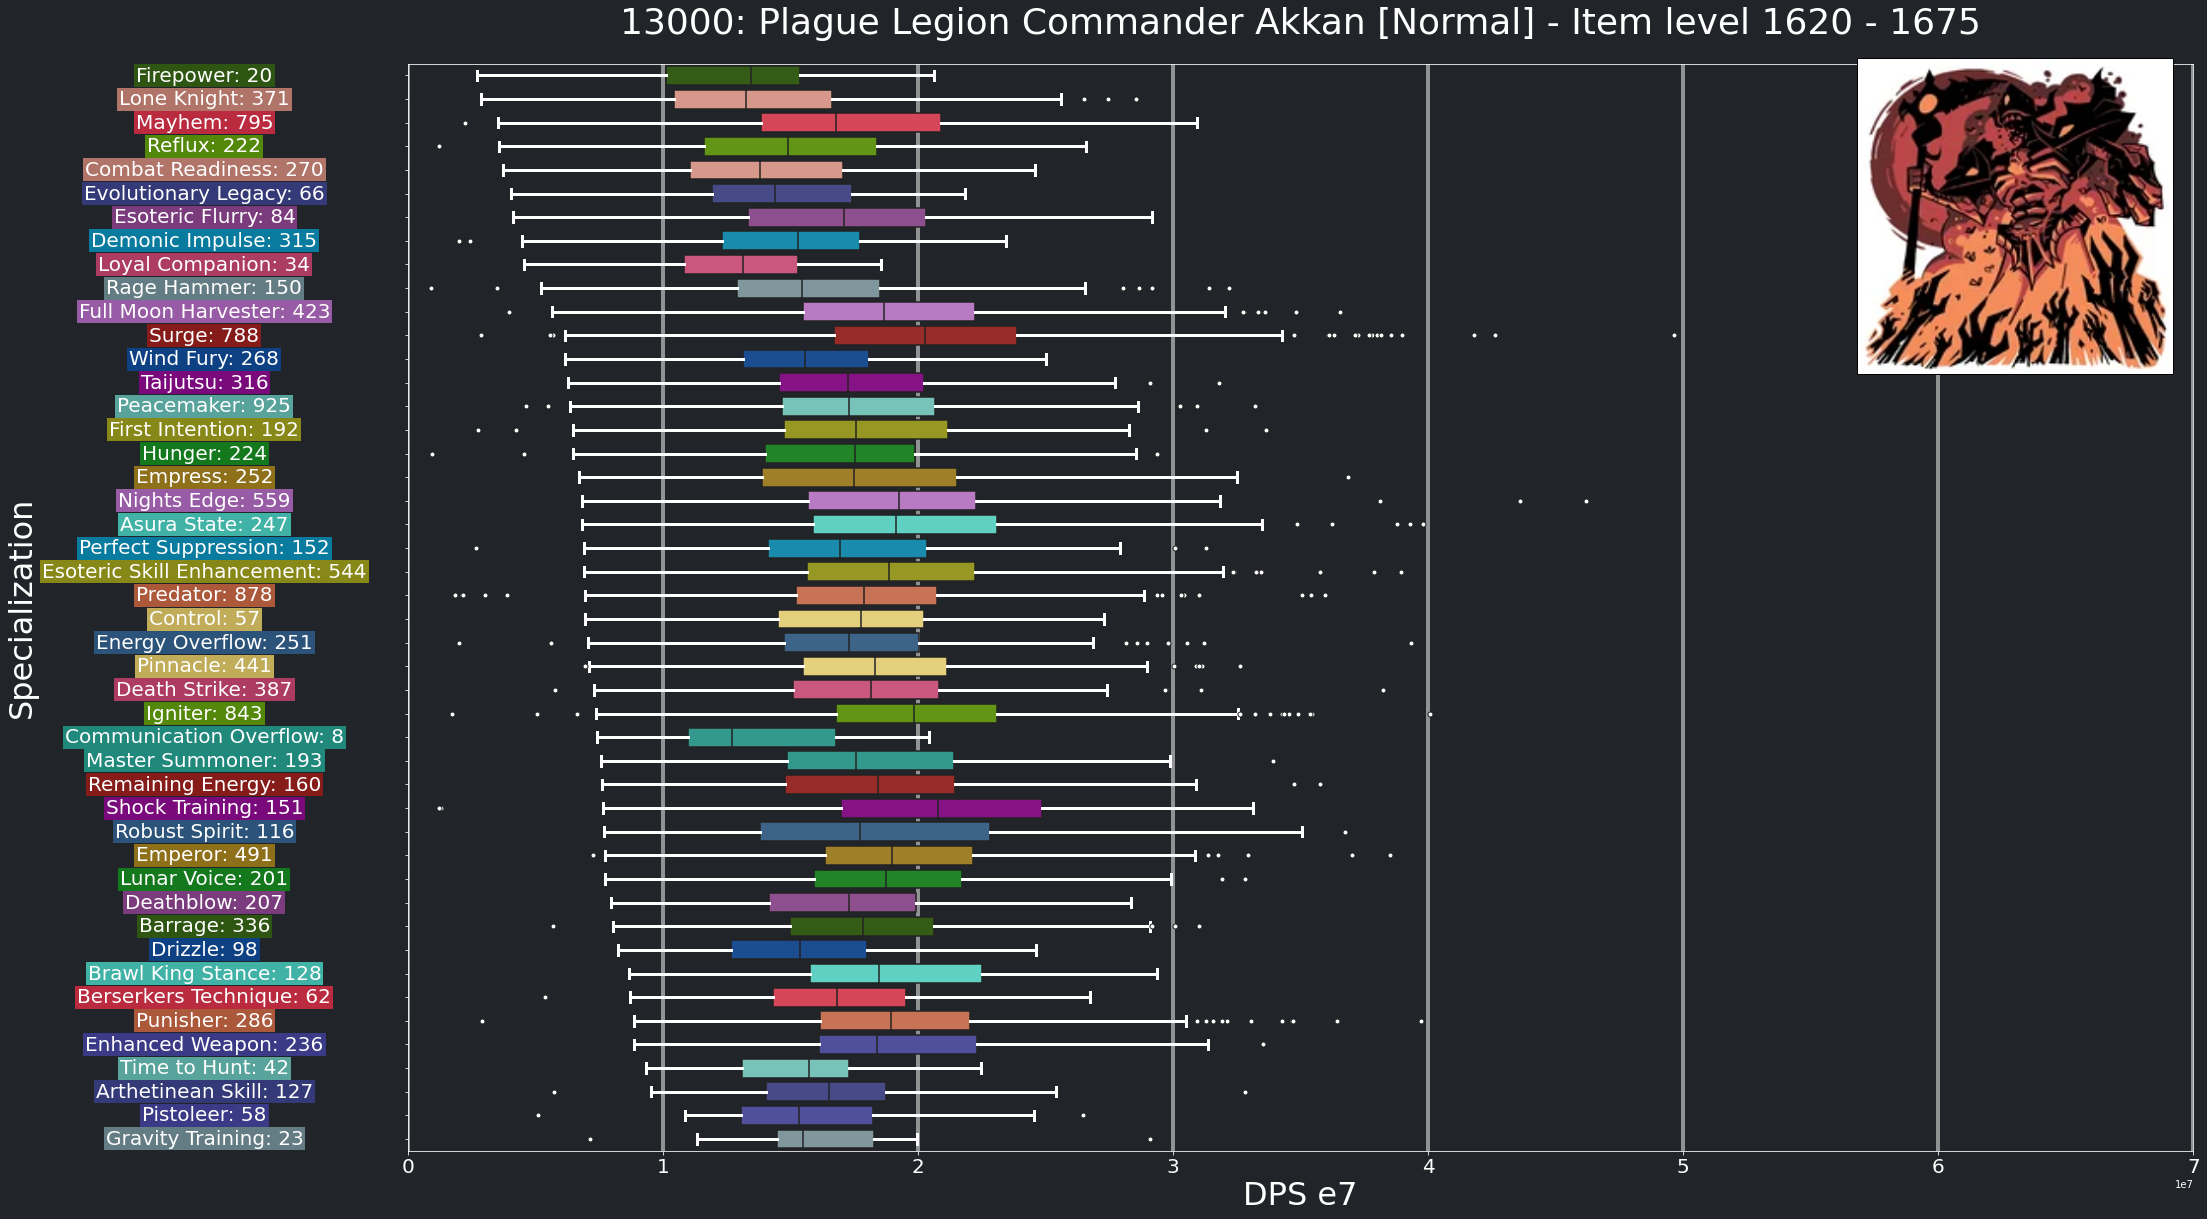 13000: Plague Legion Commander Akkan [Normal] - Item level 1620 - 1675
Specialization
Firepower: 20
Lone Knight: 371
Mayhem: 795
Reflux: 222
Combat Readiness: 270
Evolutionary Legacy: 66
Esoteric Flurry: 84
Demonic Impulse: 315
Loyal Companion: 34
Rage Hammer: 150
Full Moon Harvester: 423
Surge: 788
Wind Fury: 268
Taijutsu: 316
Peacemaker: 925
First Intention: 192
Hunger: 224
Empress: 252
Nights Edge: 559
Asura State: 247
Perfect Suppression: 152
Esoteric Skill Enhancement: 544
Predator: 878
Control: 57
Energy Overflow: 251
Pinnacle: 441
Death Strike: 387
Igniter: 843
Communication Overflow: 8
Master Summoner: 193
Remaining Energy: 160
Shock Training: 151
Robust Spirit: 116
Emperor: 491
Lunar Voice: 201
Deathblow: 207
Barrage: 336
Drizzle: 98
Brawl King Stance: 128
Berserkers Technique: 62
Punisher: 286
Enhanced Weapon: 236
Time to Hunt: 42
Arthetinean Skill: 127
Pistoleer: 58
Gravity Training: 23
0 1 2 3 4 5 6 7
1e7
DPS e7